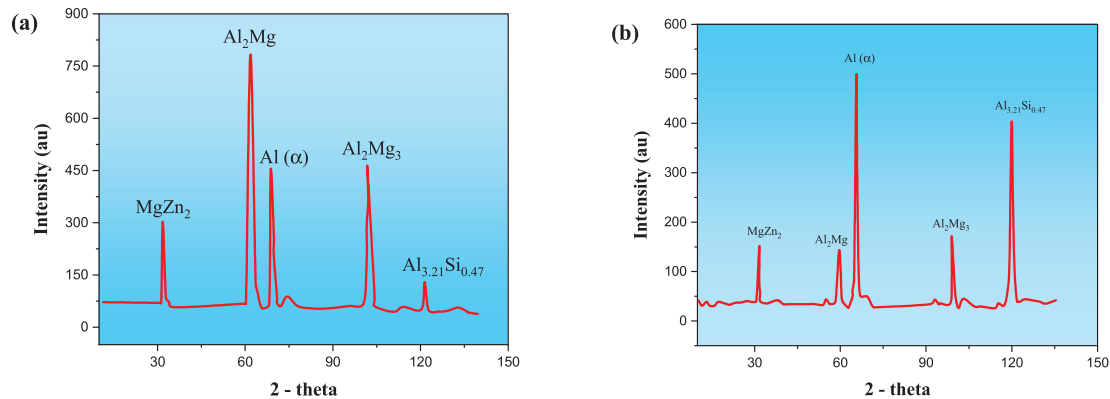 (a)
900
750
600
450
300
150
0
Intensity (au)
MgZn₂
Al₂Mg
Al (α)
Al₂Mg₃
Al₃.₂₁Si₀.₄₇
30
60
90
120
150
2 - theta
(b)
600
500
400
300
200
100
0
Intensity (au)
MgZn₂
Al₂Mg
Al (α)
Al₂Mg₃
Al₃.₂₁Si₀.₄₇
30
60
90
120
150
2 - theta